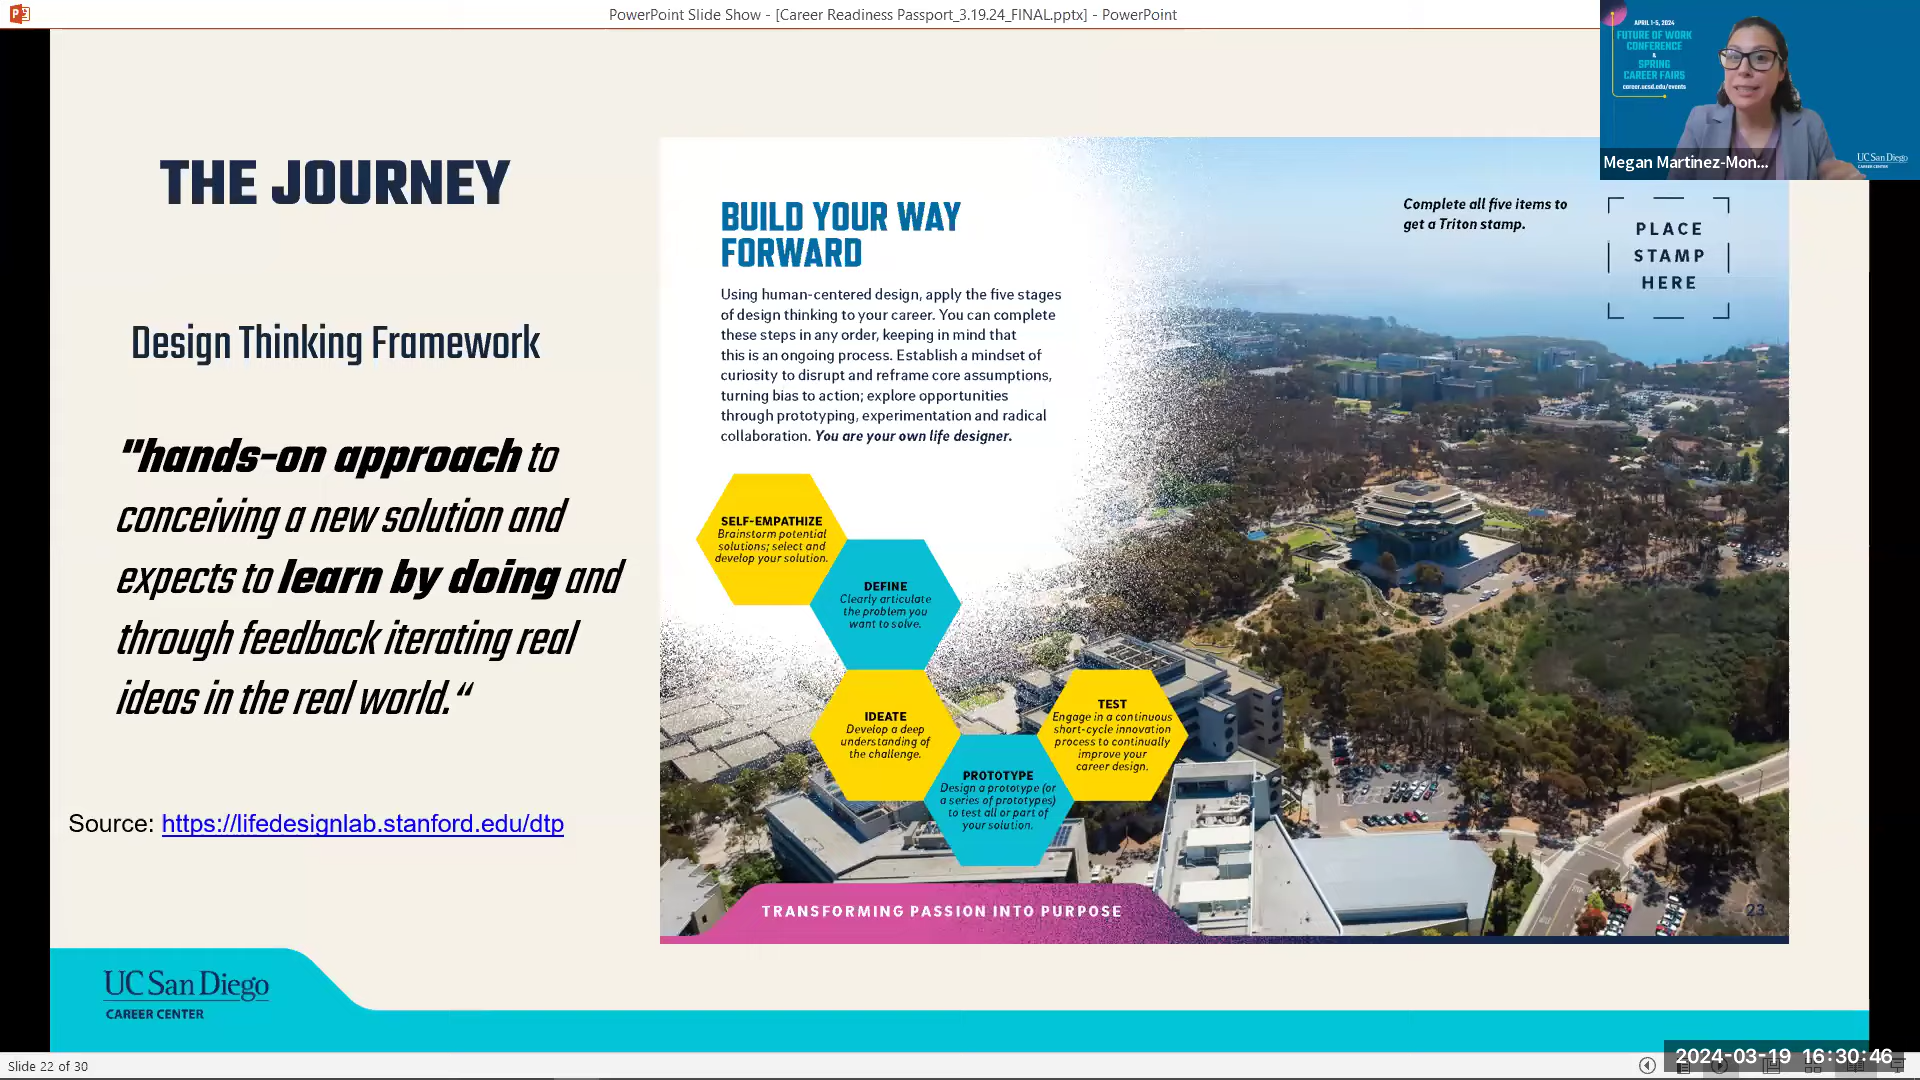 PowerPoint Slide Show - [Career Readiness Passport_3.19.24_FINAL.pptx] - PowerPoint
APRIL 1-5, 2024
FUTURE OF WORK
CONFERENCE
&
SPRING
CAREER FAIRS
career.ucsd.edu/events
Megan Martinez-Mon...
UC San Diego
CAREER CENTER
THE JOURNEY
Design Thinking Framework
"hands-on approach to
conceiving a new solution and
expects to learn by doing and
through feedback iterating real
ideas in the real world.“
Source: https://lifedesignlab.stanford.edu/dtp
BUILD YOUR WAY
FORWARD
Using human-centered design, apply the five stages
of design thinking to your career. You can complete
these steps in any order, keeping in mind that
this is an ongoing process. Establish a mindset of
curiosity to disrupt and reframe core assumptions,
turning bias to action; explore opportunities
through prototyping, experimentation and radical
collaboration. You are your own life designer.
Complete all five items to
get a Triton stamp.
PLACE
STAMP
HERE
SELF-EMPATHIZE
Brainstorm potential
solutions; select and
develop your solution.
DEFINE
Clearly articulate
the problem you
want to solve.
IDEATE
Develop a deep
understanding of
the challenge.
PROTOTYPE
Design a prototype (or
a series of prototypes)
to test all or part of
your solution.
TEST
Engage in a continuous
short-cycle innovation
process to continually
improve your
career design.
TRANSFORMING PASSION INTO PURPOSE
23
UC San Diego
CAREER CENTER
Slide 22 of 30
2024-03-19 16:30:46